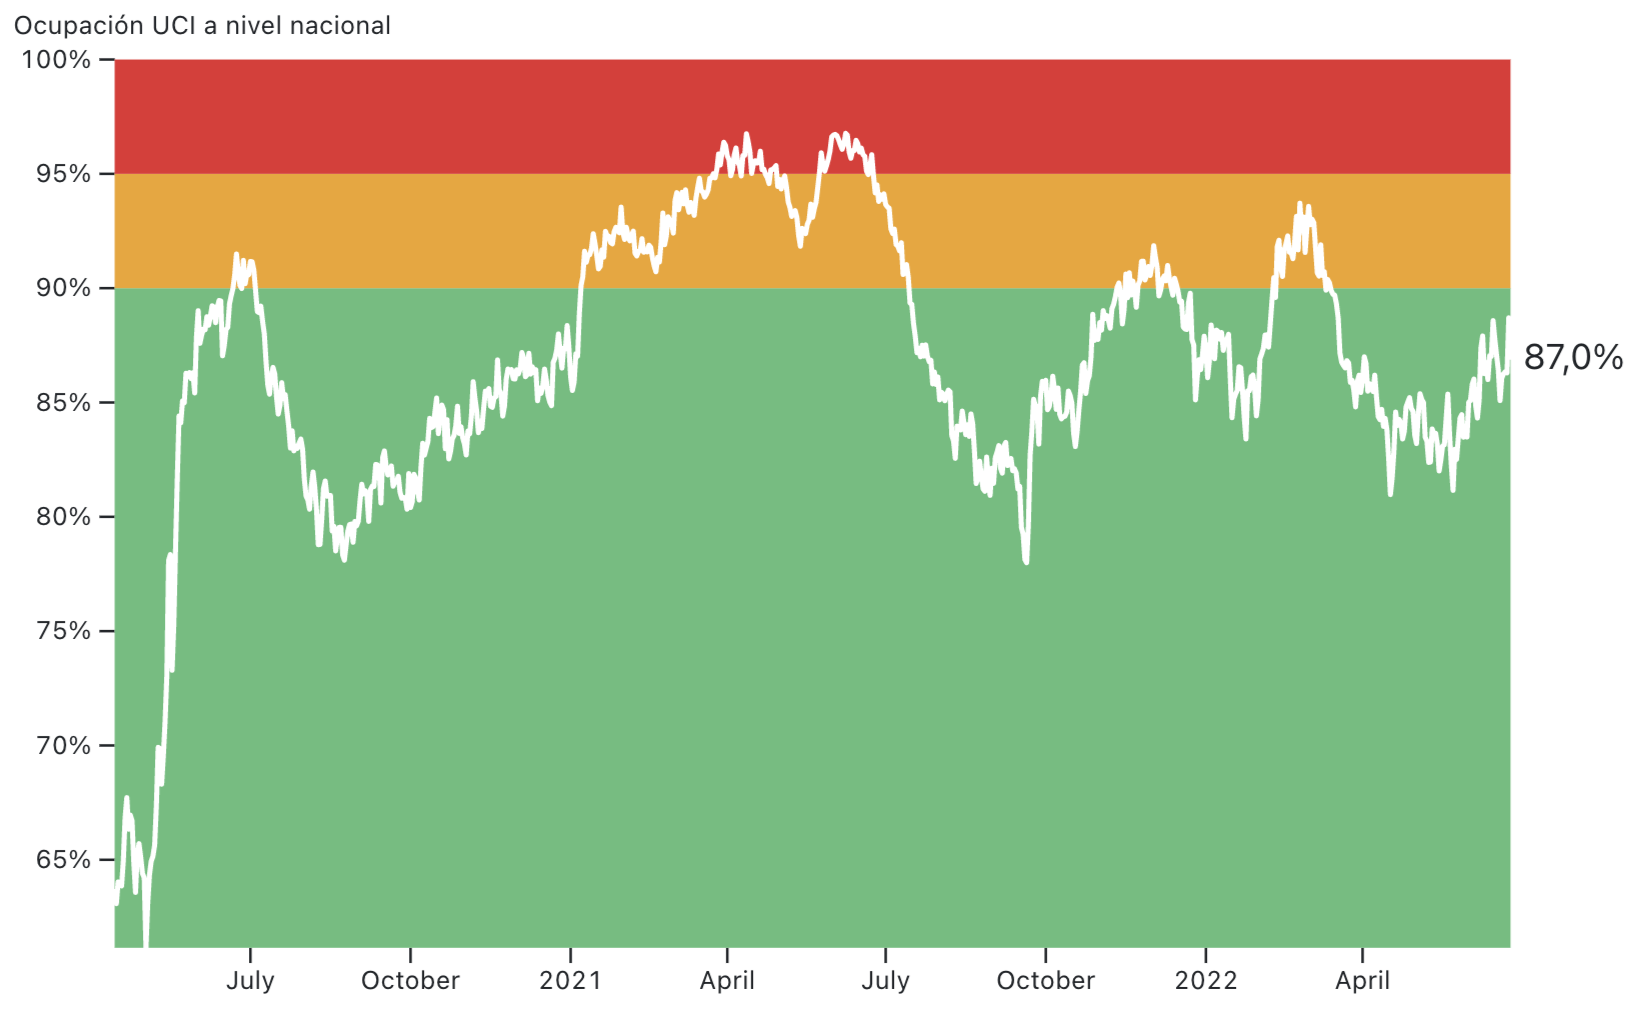 Ocupación UCI a nivel nacional
100%
95%
90%
85%
80%
75%
70%
65%
87,0%
July
October
2021
April
July
October
2022
April